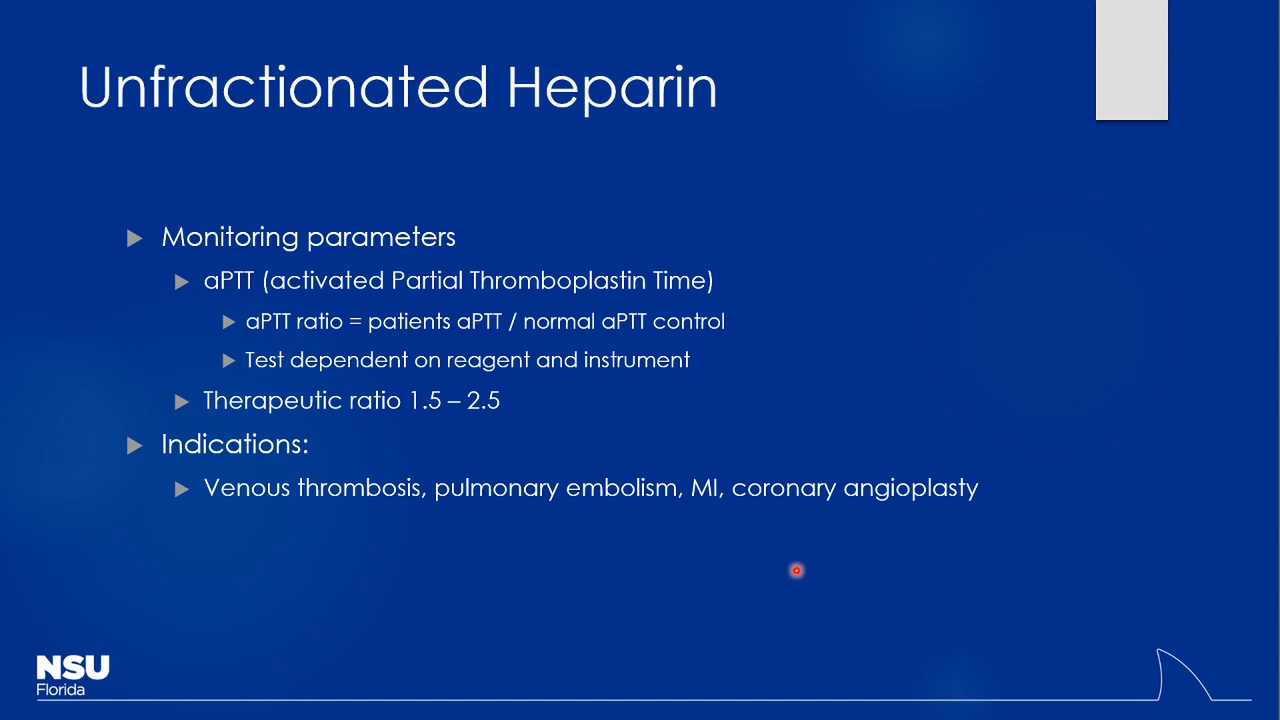 Unfractionated Heparin
Monitoring parameters
aPTT (activated Partial Thromboplastin Time)
aPTT ratio = patients aPTT / normal aPTT control
Test dependent on reagent and instrument
Therapeutic ratio 1.5 – 2.5
Indications:
Venous thrombosis, pulmonary embolism, MI, coronary angioplasty
NSU
Florida